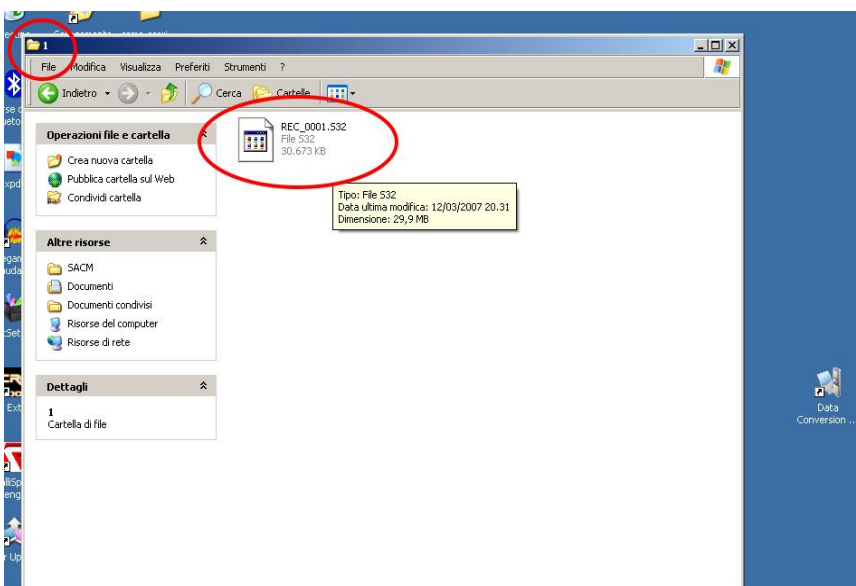 1
File Modifica Visualizza Preferiti Strumenti ?
Indietro Cerca Cartelle
Operazioni file e cartella
Crea nuova cartella
Pubblica cartella sul Web
Condividi cartella
REC_0001.S32
File S32
30.673 KB
Tipo: File S32
Data ultima modifica: 12/03/2007 20.31
Dimensione: 29,9 MB
Altre risorse
SACM
Documenti
Documenti condivisi
Risorse del computer
Risorse di rete
Dettagli
1
Cartella di file
Data
Conversion ...